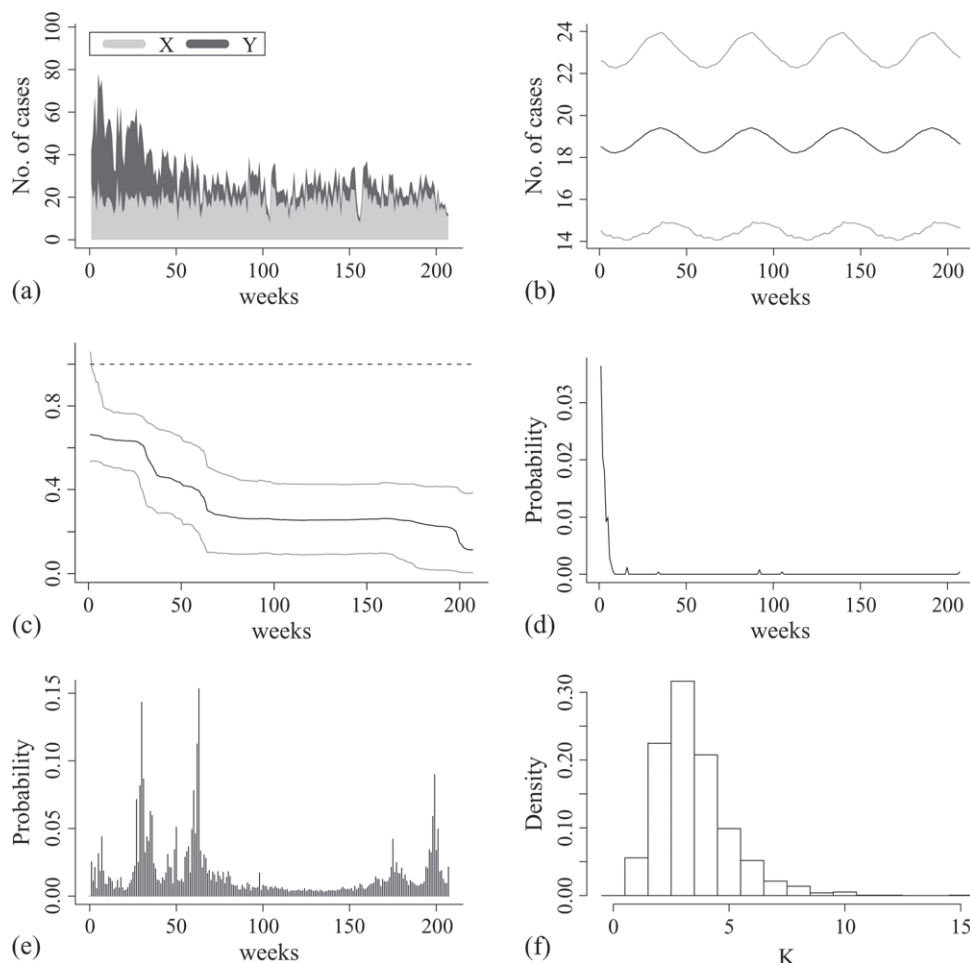 X Y
No. of cases
100
80
60
40
20
0
0 50 100 150 200
weeks
(a)
No. of cases
24
22
20
18
16
14
0 50 100 150 200
weeks
(b)
0.8
0.4
0.0
0 50 100 150 200
weeks
(c)
Probability
0.03
0.02
0.01
0.00
0 50 100 150 200
weeks
(d)
Probability
0.15
0.10
0.05
0.00
0 50 100 150 200
weeks
(e)
Density
0.30
0.20
0.10
0.00
0 5 10 15
K
(f)